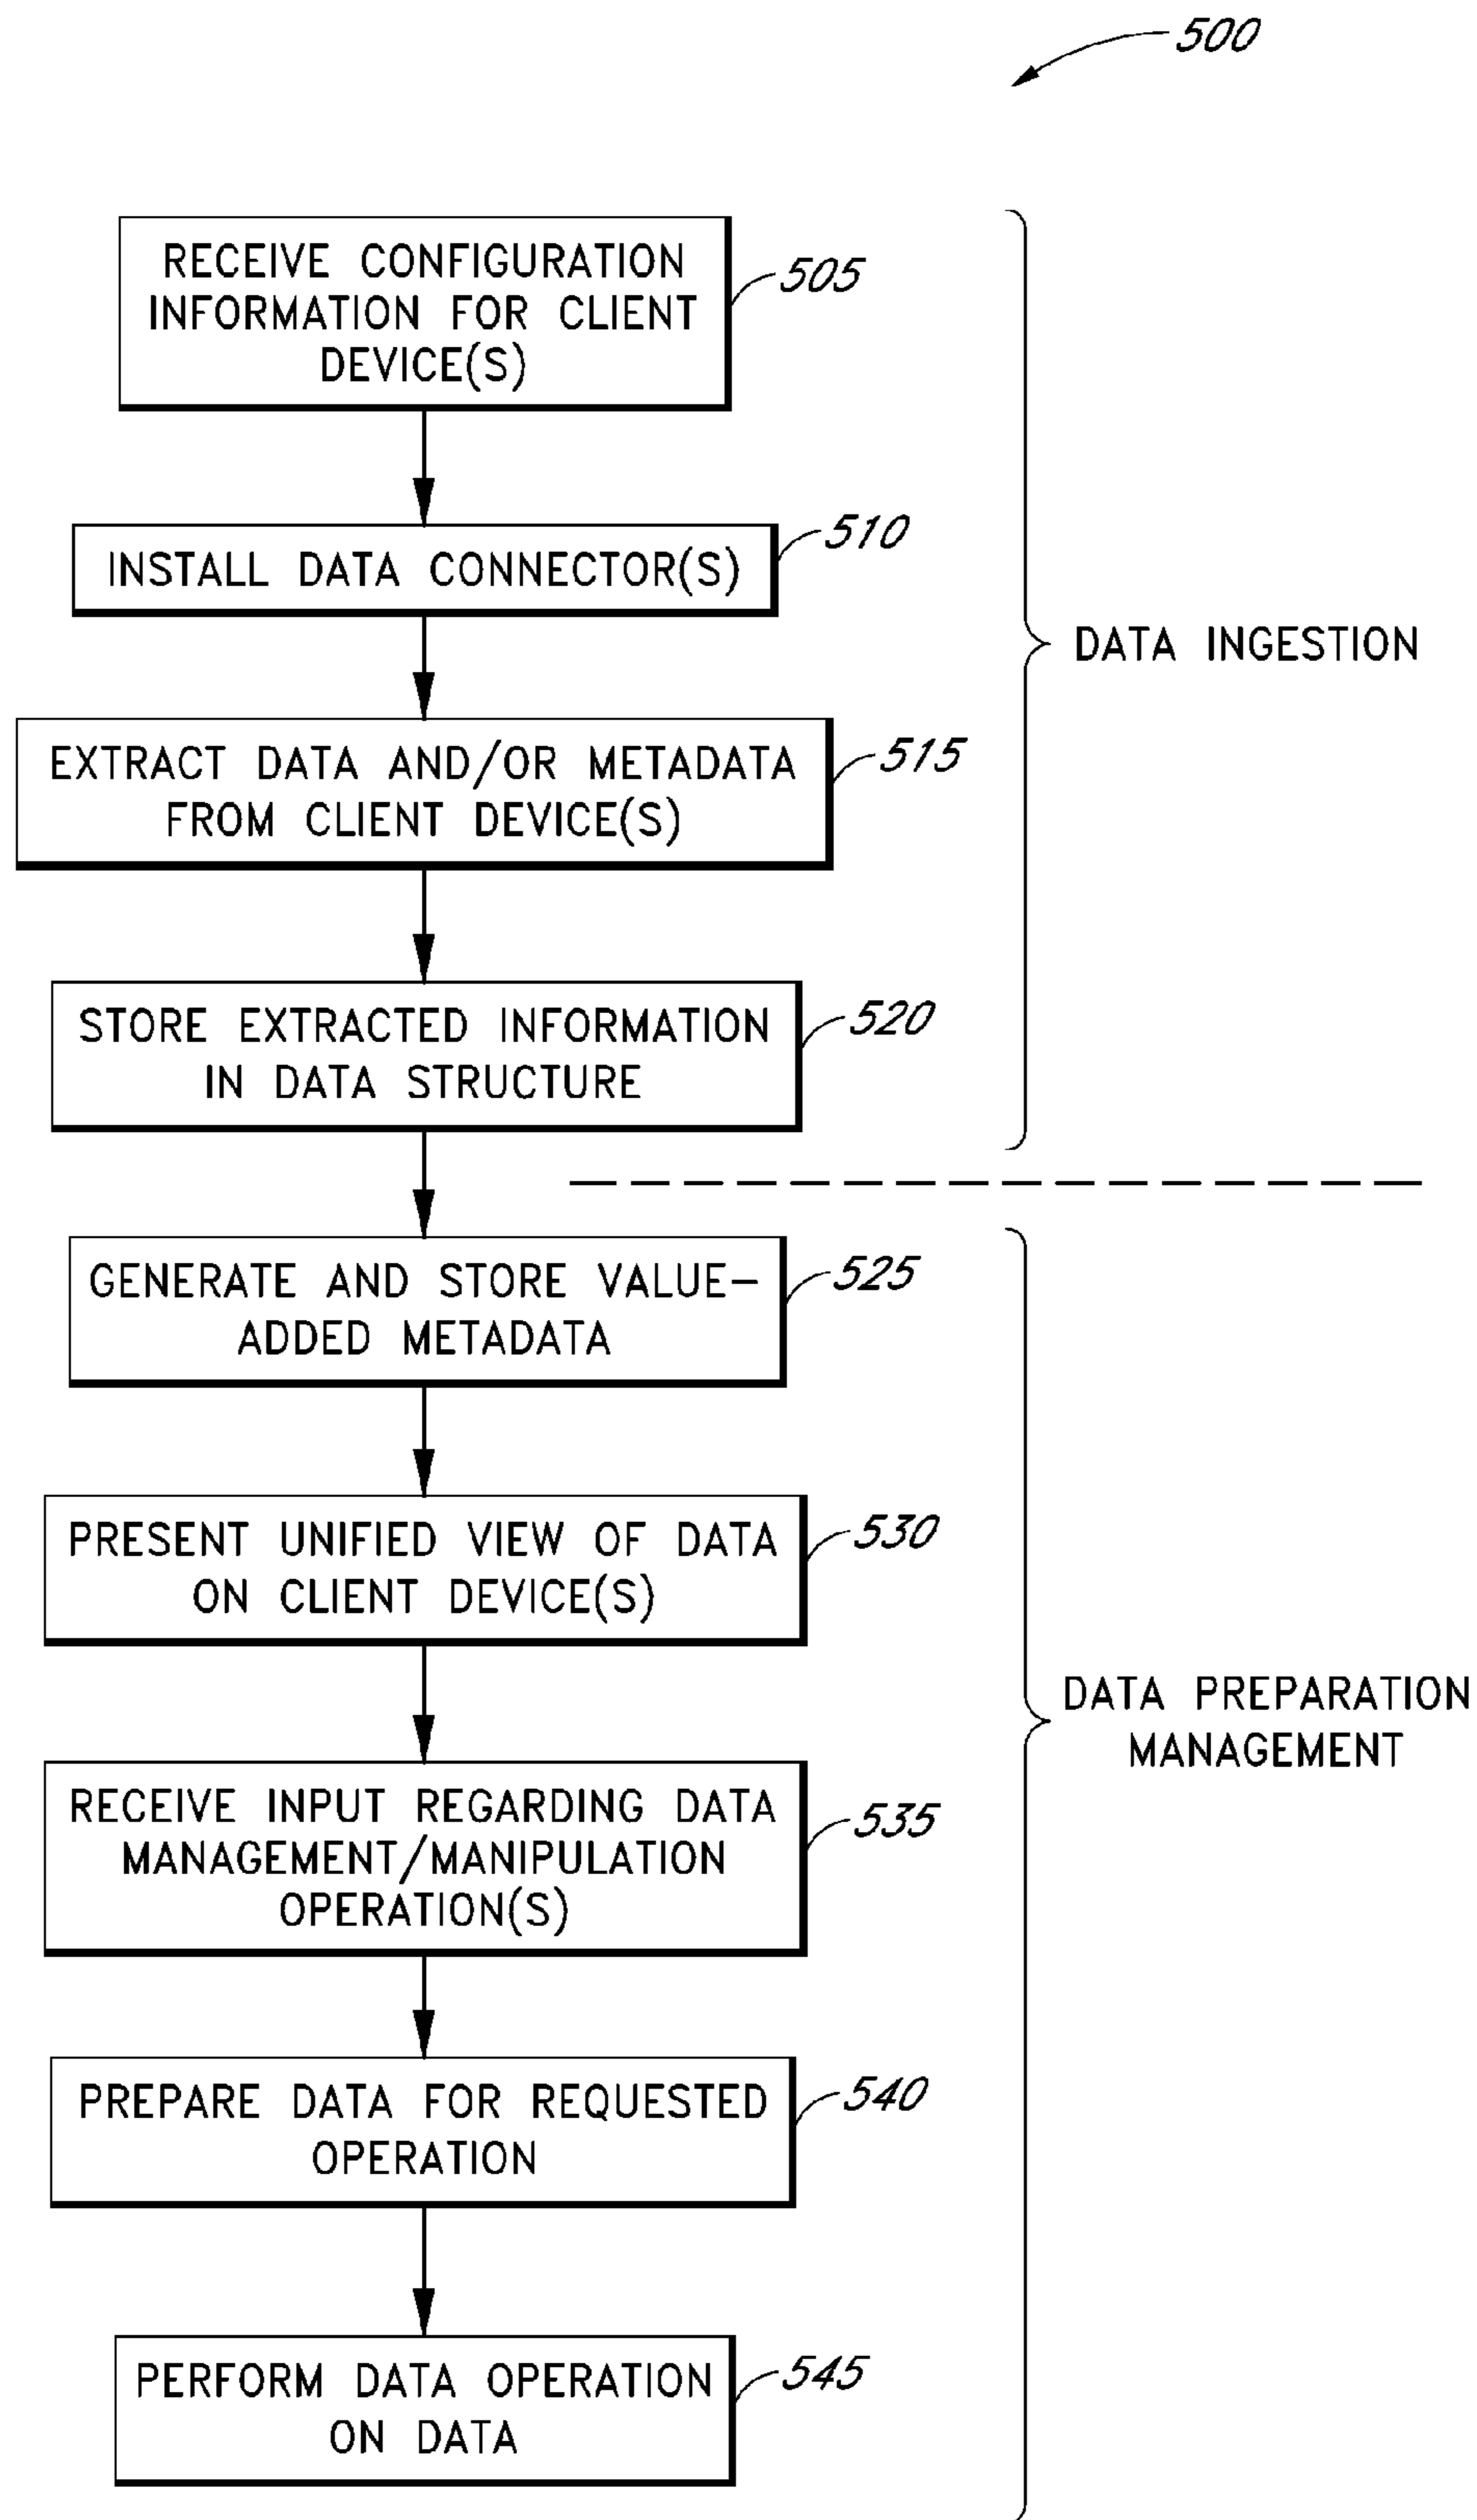 500
RECEIVE CONFIGURATION
INFORMATION FOR CLIENT
DEVICE(S)
505
INSTALL DATA CONNECTOR(S)
510
DATA INGESTION
EXTRACT DATA AND/OR METADATA
FROM CLIENT DEVICE(S)
515
STORE EXTRACTED INFORMATION
IN DATA STRUCTURE
520
GENERATE AND STORE VALUE-
ADDED METADATA
525
PRESENT UNIFIED VIEW OF DATA
ON CLIENT DEVICE(S)
530
DATA PREPARATION
MANAGEMENT
RECEIVE INPUT REGARDING DATA
MANAGEMENT/MANIPULATION
OPERATION(S)
535
PREPARE DATA FOR REQUESTED
OPERATION
540
PERFORM DATA OPERATION
ON DATA
545